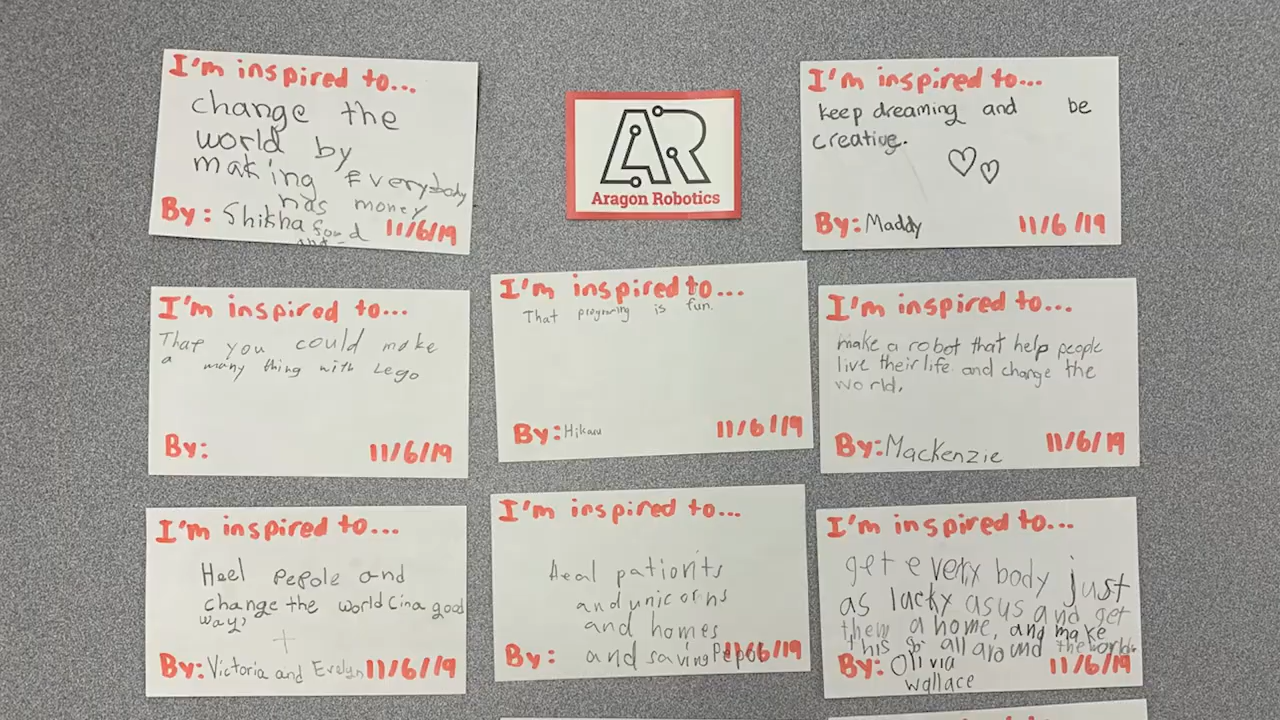 I'm inspired to...
change the
world by
making Everybody
has money
By: Shikha food 11/6/19
and
AR
Aragon Robotics
I'm inspired to...
keep dreaming and be
creative.
By: Maddy 11/6/19
I'm inspired to...
That you could make
a many thing with Lego
By: 11/6/19
I'm inspired to...
That is fun.
By: Hikaru 11/6/19
I'm inspired to...
make a robot that help people
live their life and change the
world.
By: Mackenzie 11/6/19
I'm inspired to...
Heel pepole and
change the world (in a good
way)
By: Victoria and Evelyn 11/6/19
I'm inspired to...
Heal pationts
and unicorns
and homes
and saving Pepol
By: 11/6/19
I'm inspired to...
get every body just
as lucky as us and get
them a home, and make
this go all around the world.
By: Olivia 11/6/19
wallace